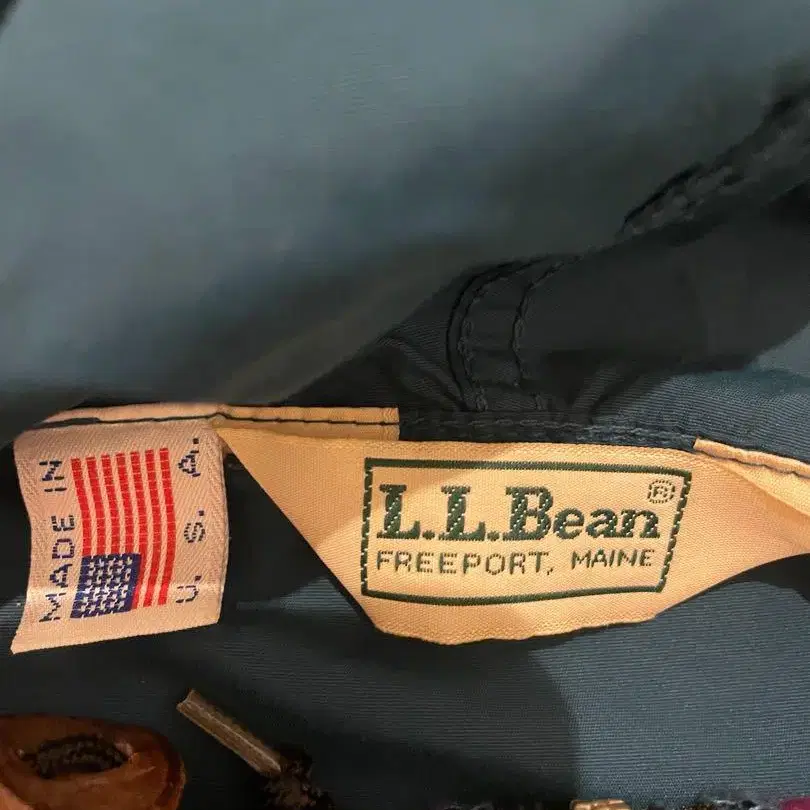 MADE IN
U. S. A.
L.L.Bean®
FREEPORT, MAINE